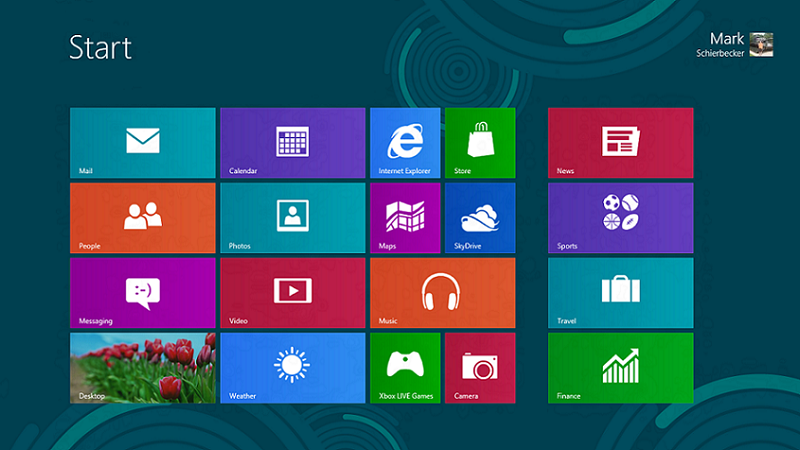 Start
Mark
Schierbecker
Mail
Calendar
Internet Explorer
Store
News
People
Photos
Maps
SkyDrive
Sports
Messaging
Video
Music
Travel
Desktop
Weather
Xbox LIVE Games
Camera
Finance